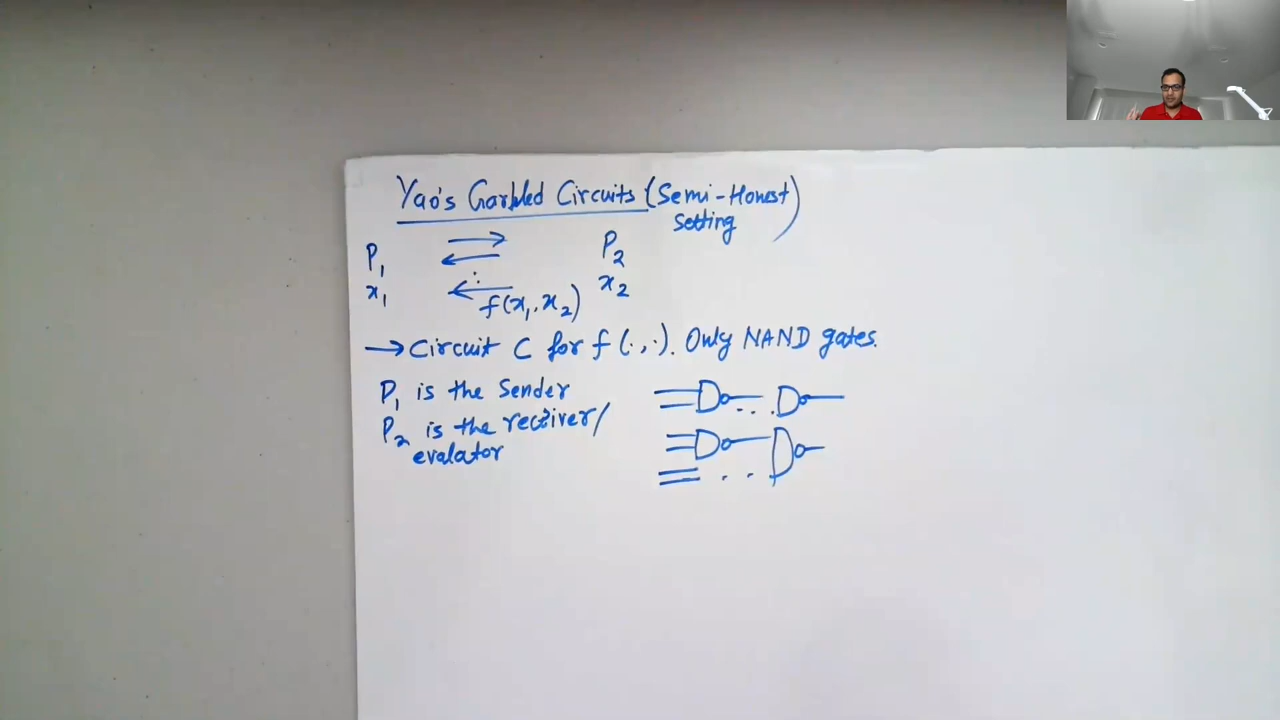 Yao's Garbled Circuits (Semi-Honest Setting)
P₁ P₂
x₁ x₂
f(x₁, x₂)
→ Circuit C for f(·,·). Only NAND gates.
P₁ is the Sender
P₂ is the receiver/
evalator